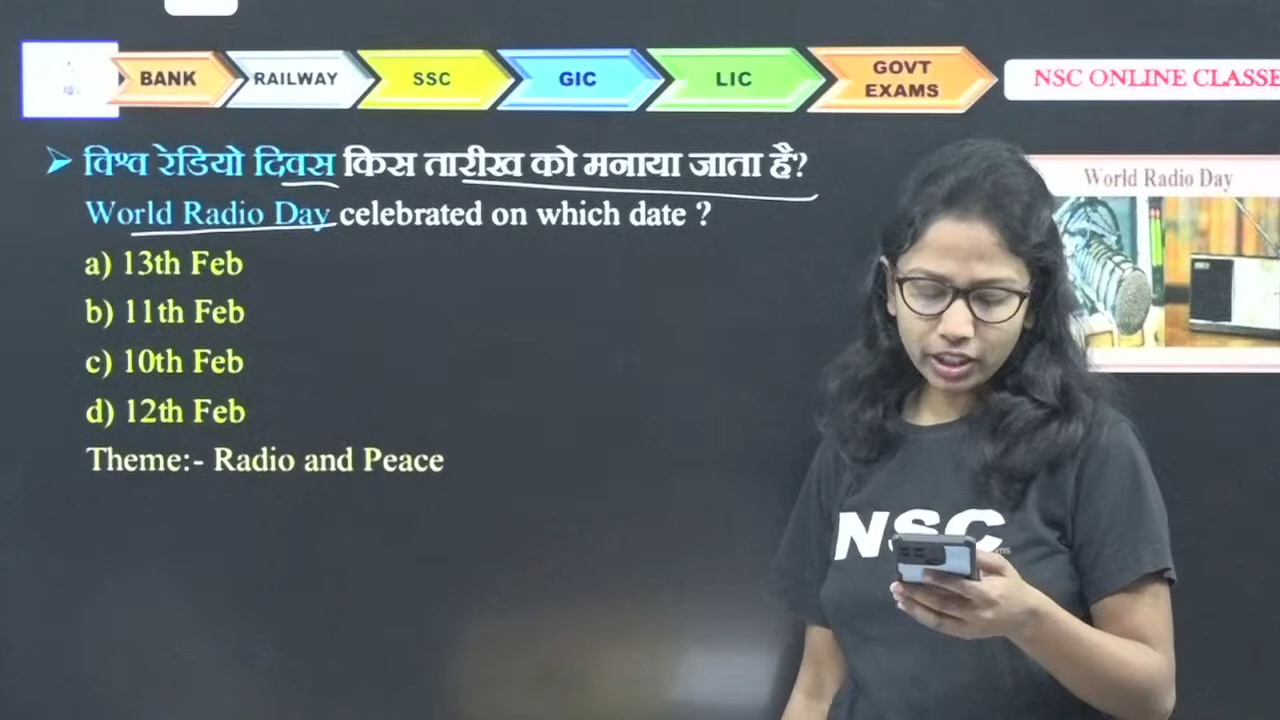 BANK
RAILWAY
SSC
GIC
LIC
GOVT
EXAMS
NSC ONLINE CLASSE
विश्व रेडियो दिवस किस तारीख को मनाया जाता है?
World Radio Day celebrated on which date ?
a) 13th Feb
b) 11th Feb
c) 10th Feb
d) 12th Feb
Theme:- Radio and Peace
World Radio Day
NSC